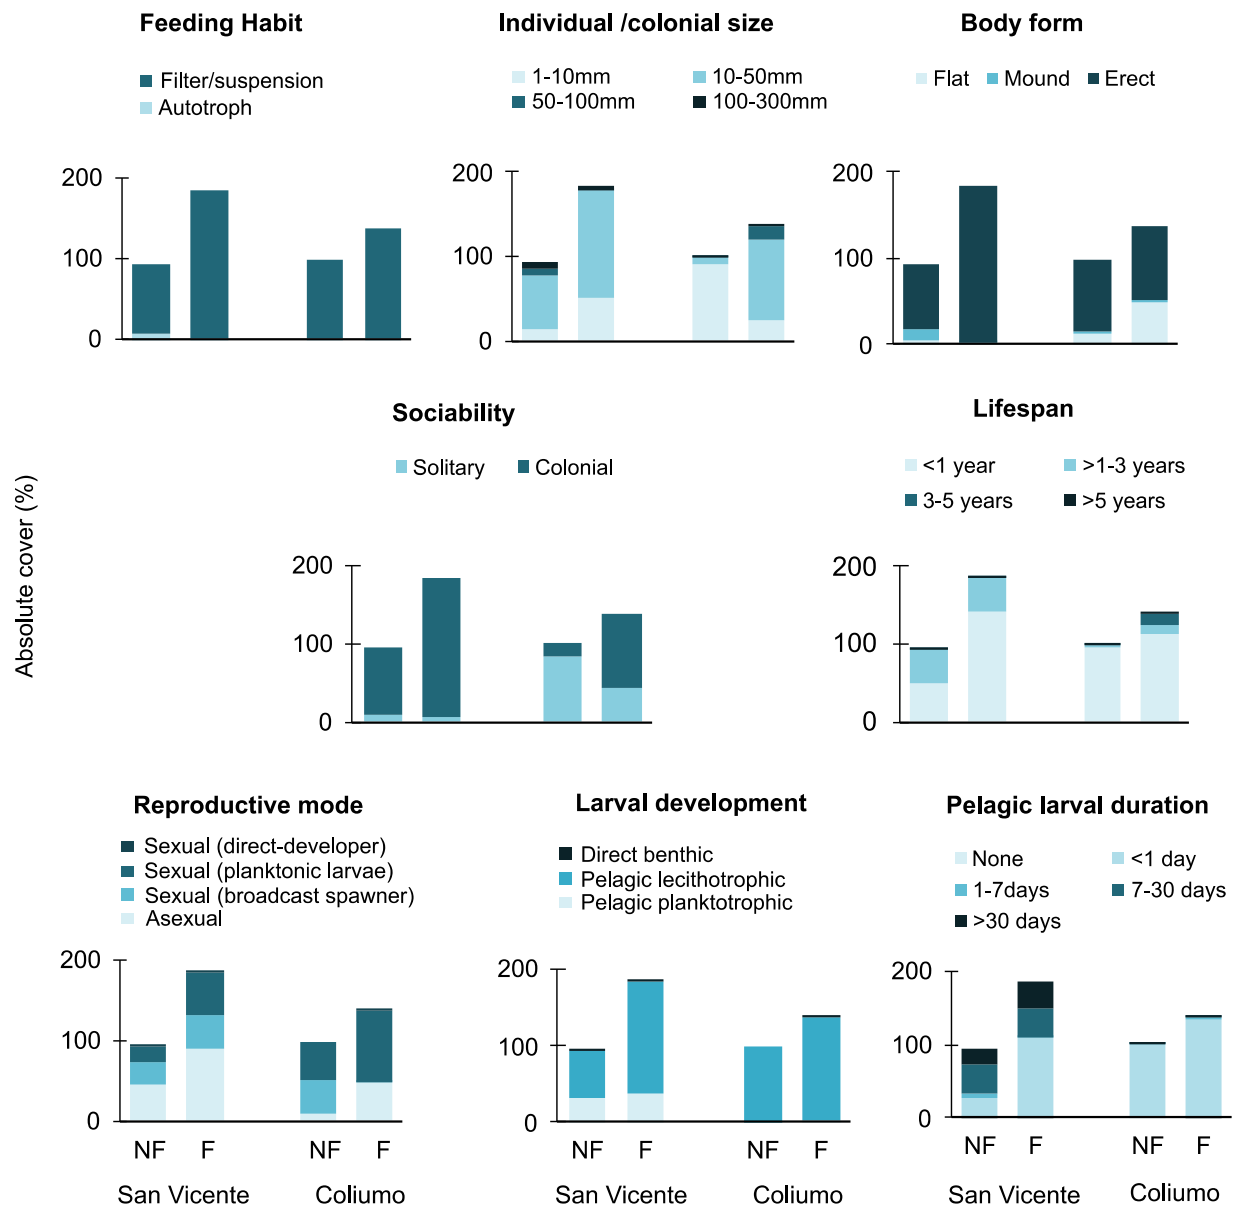 Feeding Habit
Filter/suspension
Autotroph
200
100
0
Individual /colonial size
1-10mm
10-50mm
50-100mm
100-300mm
200
100
0
Body form
Flat
Mound
Erect
200
100
0
Absolute cover (%)
Sociability
Solitary
Colonial
200
100
0
Lifespan
<1 year
>1-3 years
3-5 years
>5 years
200
100
0
Reproductive mode
Sexual (direct-developer)
Sexual (planktonic larvae)
Sexual (broadcast spawner)
Asexual
200
100
0
NF
F
NF
F
San Vicente
Coliumo
Larval development
Direct benthic
Pelagic lecithotrophic
Pelagic planktotrophic
200
100
0
NF
F
NF
F
San Vicente
Coliumo
Pelagic larval duration
None
<1 day
1-7days
7-30 days
>30 days
200
100
0
NF
F
NF
F
San Vicente
Coliumo